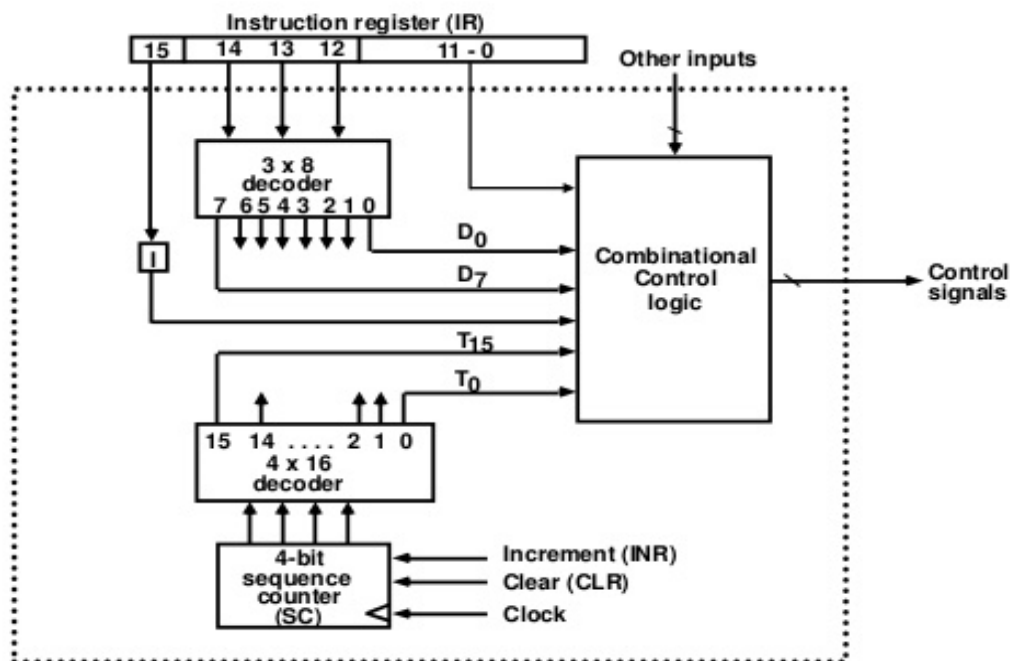 Instruction register (IR)
15 14 13 12 11 - 0
Other inputs
3 x 8
decoder
7 6 5 4 3 2 1 0
D0
I
D7
Combinational
Control
logic
Control
signals
T15
T0
15 14 . . . . 2 1 0
4 x 16
decoder
4-bit
sequence
counter
(SC)
Increment (INR)
Clear (CLR)
Clock